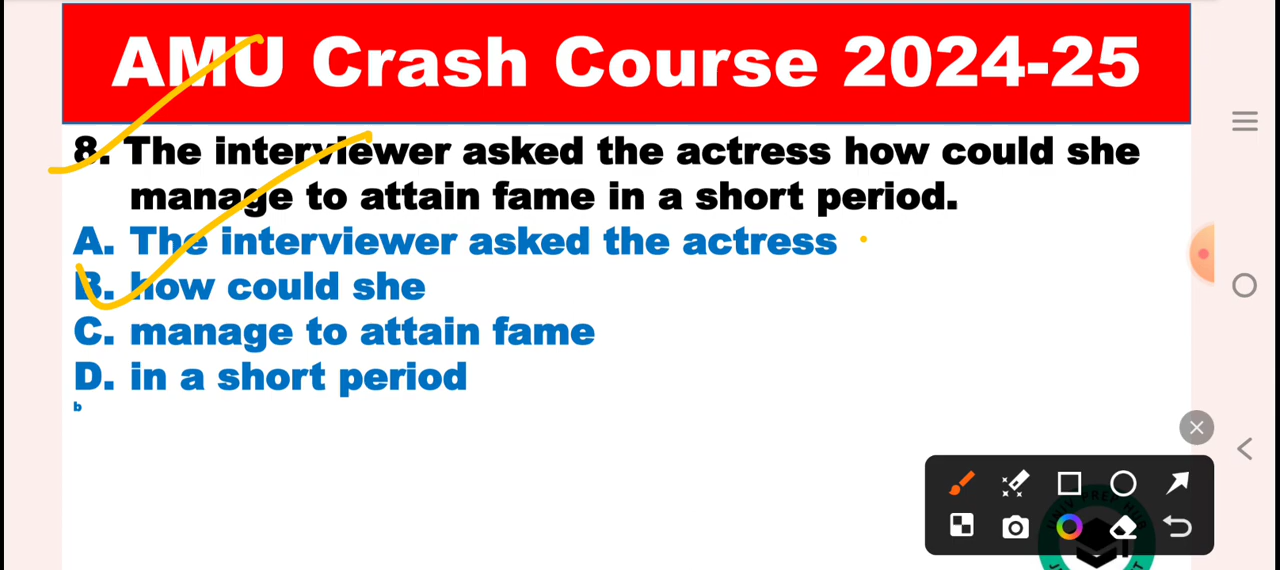 AMU Crash Course 2024-25
8. The interviewer asked the actress how could she
manage to attain fame in a short period.
A. The interviewer asked the actress
B. how could she
C. manage to attain fame
D. in a short period
b